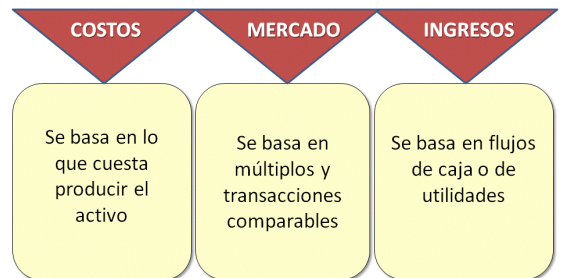 COSTOS
MERCADO
INGRESOS
Se basa en lo
que cuesta
producir el
activo
Se basa en
múltiplos y
transacciones
comparables
Se basa en flujos
de caja o de
utilidades